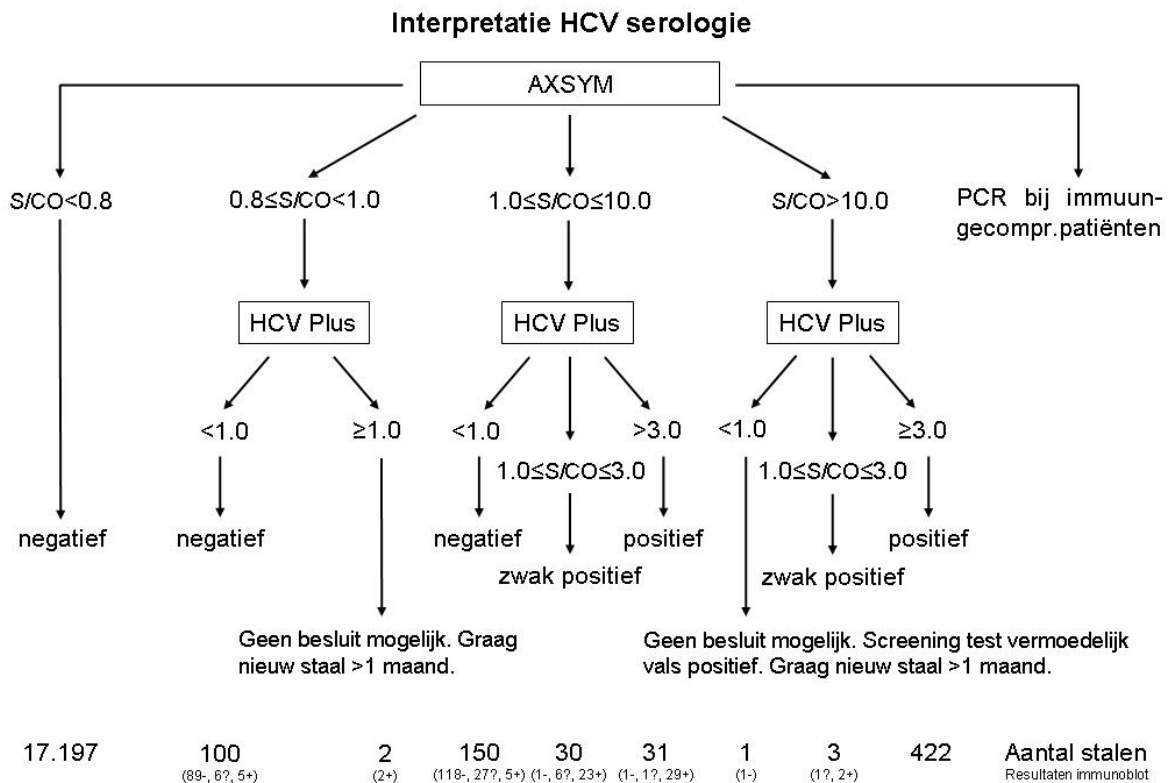 Interpretatie HCV serologie
AXSYM
S/CO<0.8
0.8≤S/CO<1.0
1.0≤S/CO≤10.0
S/CO>10.0
PCR bij immuun-
gecompr.patiënten
HCV Plus
HCV Plus
HCV Plus
<1.0
≥1.0
<1.0
>3.0
<1.0
≥3.0
1.0≤S/CO≤3.0
1.0≤S/CO≤3.0
negatief
negatief
negatief
positief
positief
zwak positief
zwak positief
Geen besluit mogelijk. Graag
nieuw staal >1 maand.
Geen besluit mogelijk. Screening test vermoedelijk
vals positief. Graag nieuw staal >1 maand.
17.197 100 2 150 30 31 1 3 422 Aantal stalen
(89-, 6?, 5+) (2+) (118-, 27?, 5+) (1-, 6?, 23+) (1-, 1?, 29+) (1-) (1?, 2+) Resultaten immunoblot